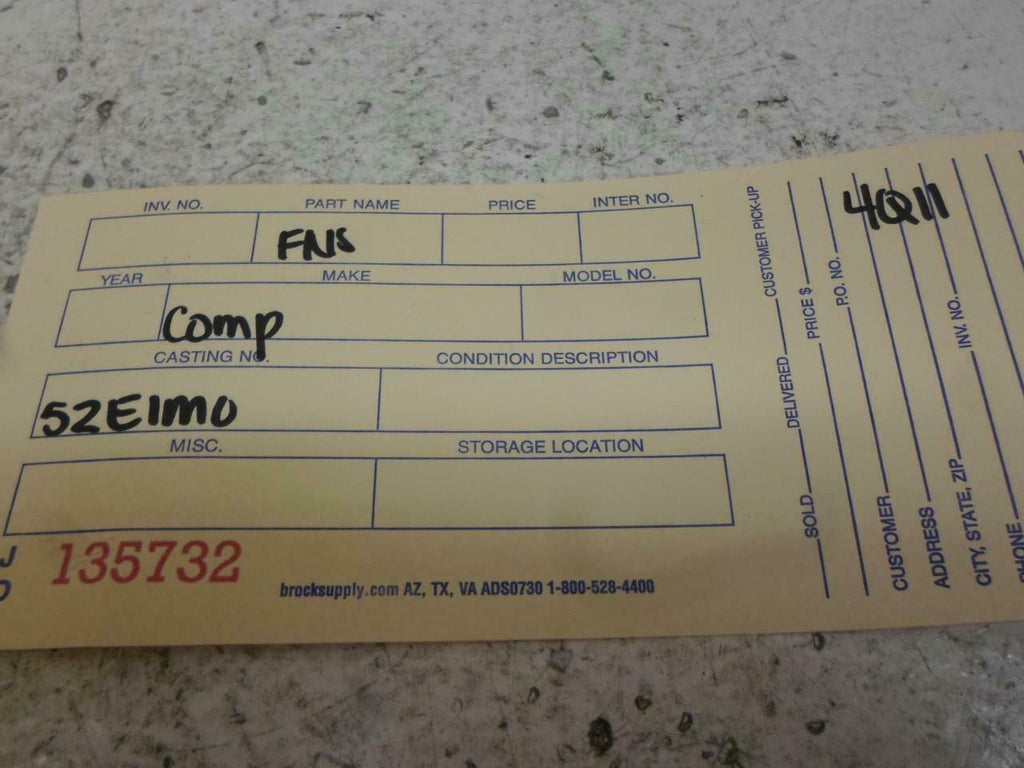 INV. NO. PART NAME PRICE INTER NO.
FNS
YEAR MAKE MODEL NO.
Comp
CASTING NO. CONDITION DESCRIPTION
52E1M0
MISC. STORAGE LOCATION
135732
brocksupply.com AZ, TX, VA ADS0730 1-800-528-4400
SOLD DELIVERED CUSTOMER PICK-UP
PRICE $
P.O. NO.
4Q11
CUSTOMER
ADDRESS
CITY, STATE, ZIP INV. NO.
PHONE